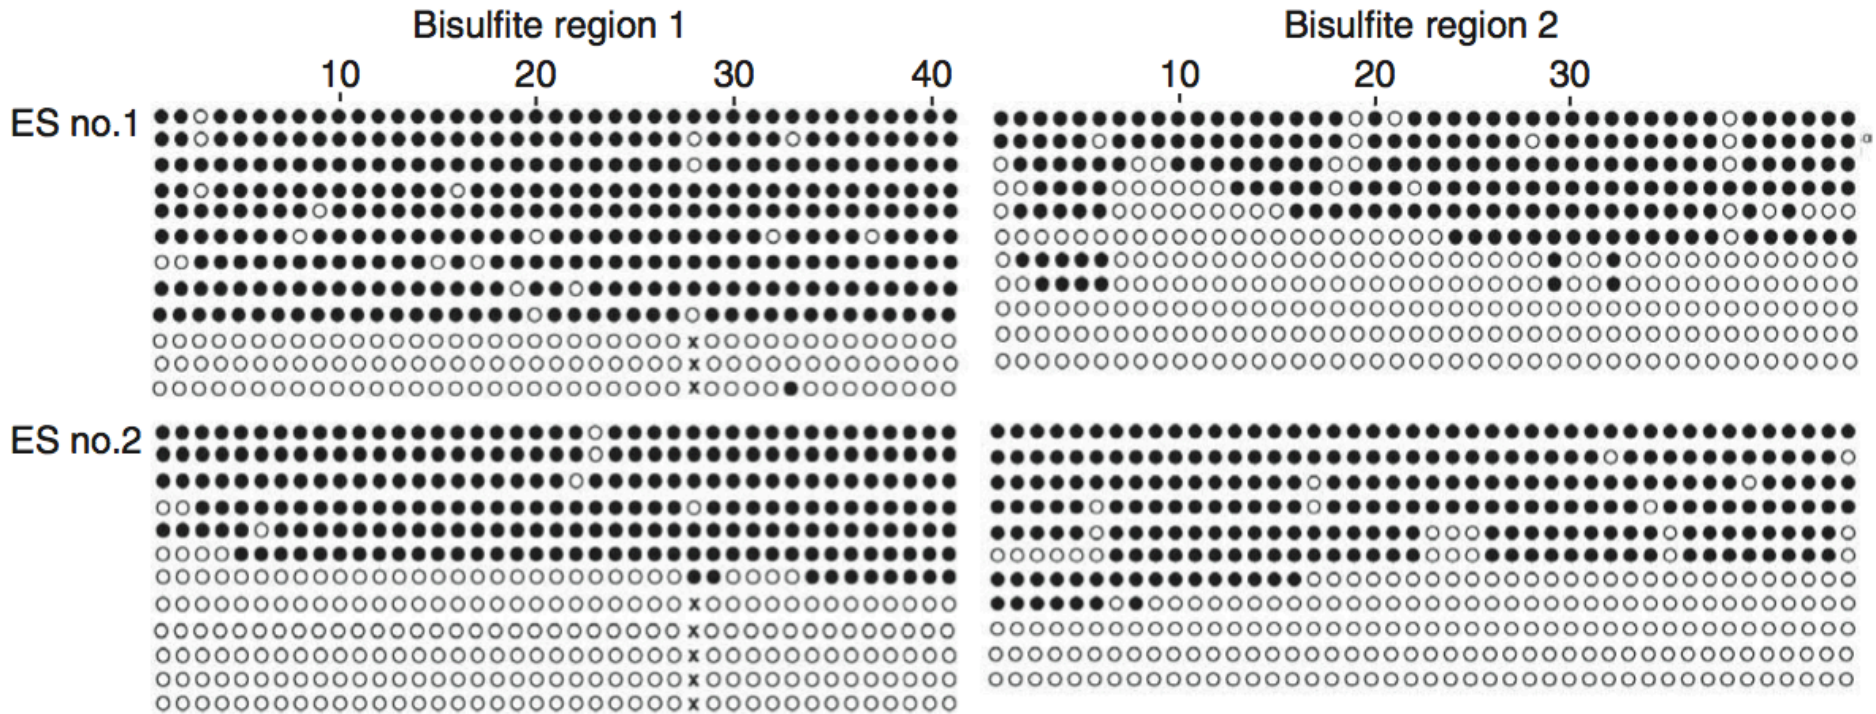 Bisulfite region 1
Bisulfite region 2
10 20 30 40
10 20 30
ES no.1
x
x
x
ES no.2
x
x
x
x
x